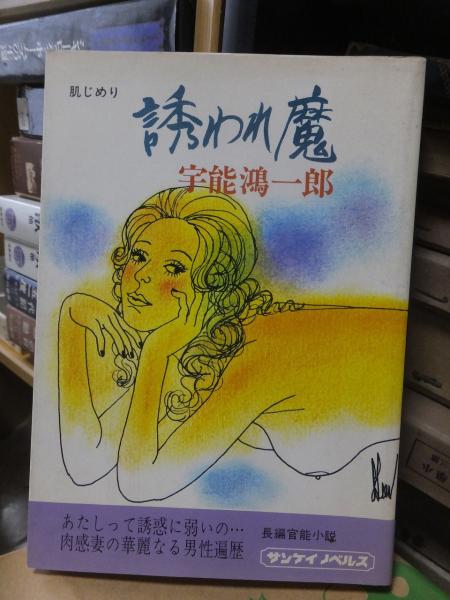 肌じめり
誘われ魔
宇能鴻一郎
あたしって誘惑に弱いの…
肉感妻の華麗なる男性遍歴
長編官能小説
サンケイノベルス